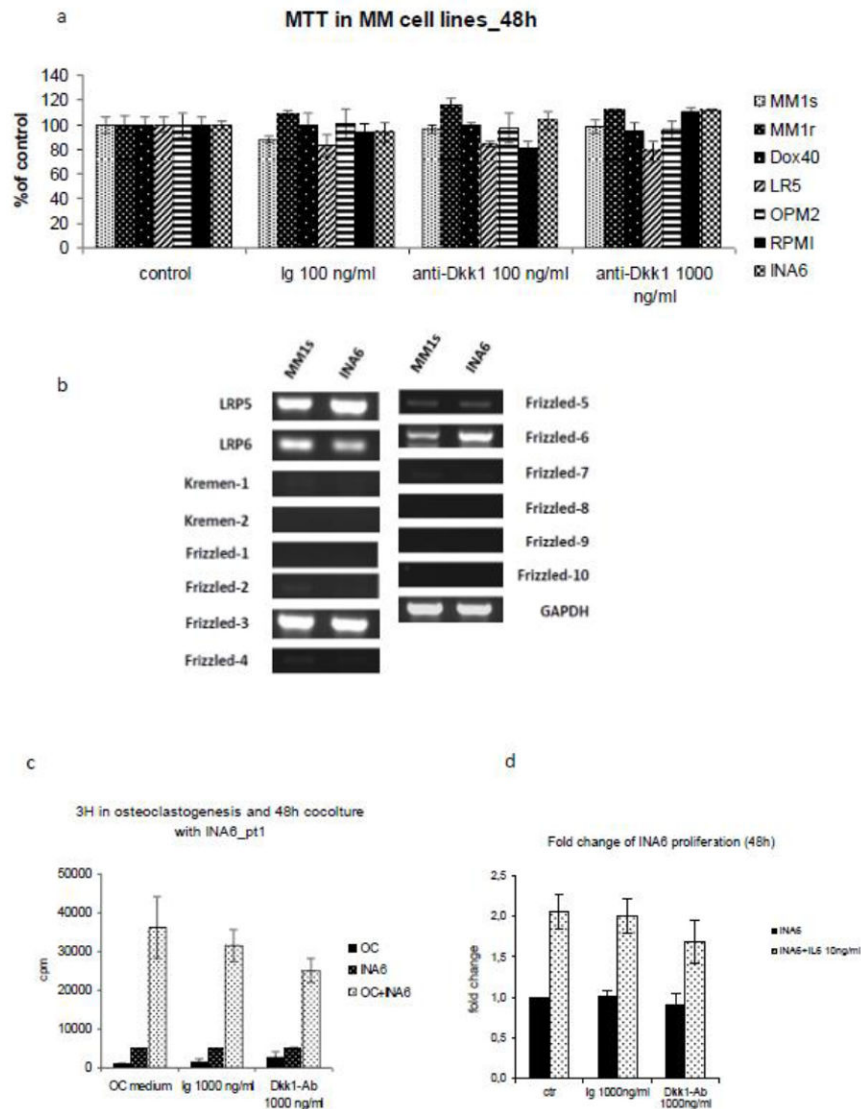 a
MTT in MM cell lines_48h
%of control
140
120
100
80
60
40
20
0
control
Ig 100 ng/ml
anti-Dkk1 100 ng/ml
anti-Dkk1 1000
ng/ml
MM1s
MM1r
Dox40
LR5
OPM2
RPMI
INA6
b
MM1s INA6
LRP5
LRP6
Kremen-1
Kremen-2
Frizzled-1
Frizzled-2
Frizzled-3
Frizzled-4
MM1s INA6
Frizzled-5
Frizzled-6
Frizzled-7
Frizzled-8
Frizzled-9
Frizzled-10
GAPDH
c
3H in osteoclastogenesis and 48h cocolture
with INA6_pt1
cpm
50000
40000
30000
20000
10000
0
OC medium
Ig 1000 ng/ml
Dkk1-Ab
1000 ng/ml
OC
INA6
OC+INA6
d
Fold change of INA6 proliferation (48h)
fold change
2,5
2,0
1,5
1,0
0,5
0,0
ctr
Ig 1000ng/ml
Dkk1-Ab
1000ng/ml
INA6
INA6+IL6 10ng/ml